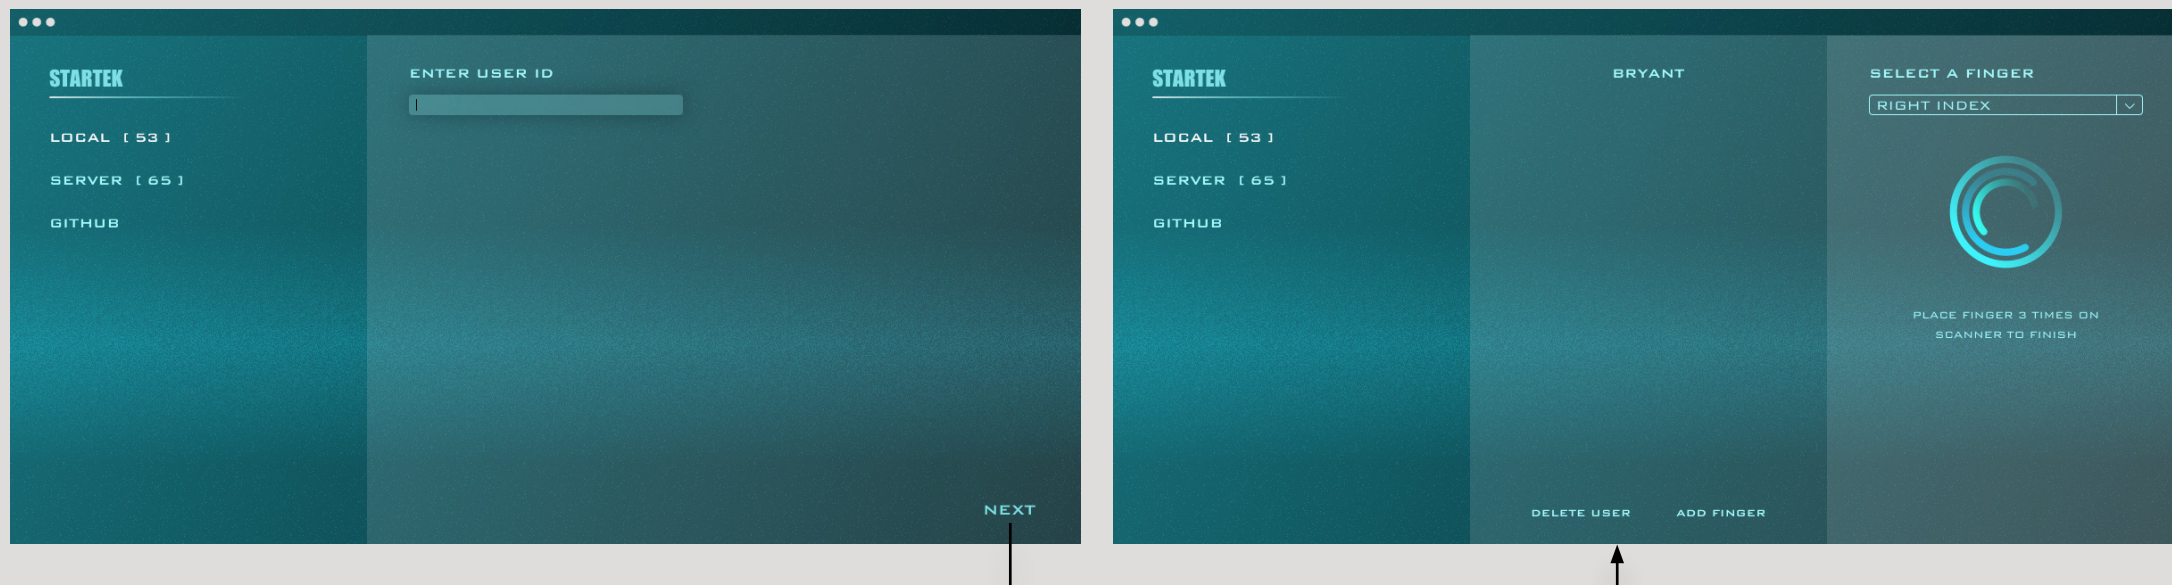 STARTEK
LOCAL [ 53 ]
SERVER [ 65 ]
GITHUB
ENTER USER ID
NEXT
STARTEK
LOCAL [ 53 ]
SERVER [ 65 ]
GITHUB
BRYANT
DELETE USER ADD FINGER
SELECT A FINGER
RIGHT INDEX
PLACE FINGER 3 TIMES ON
SCANNER TO FINISH